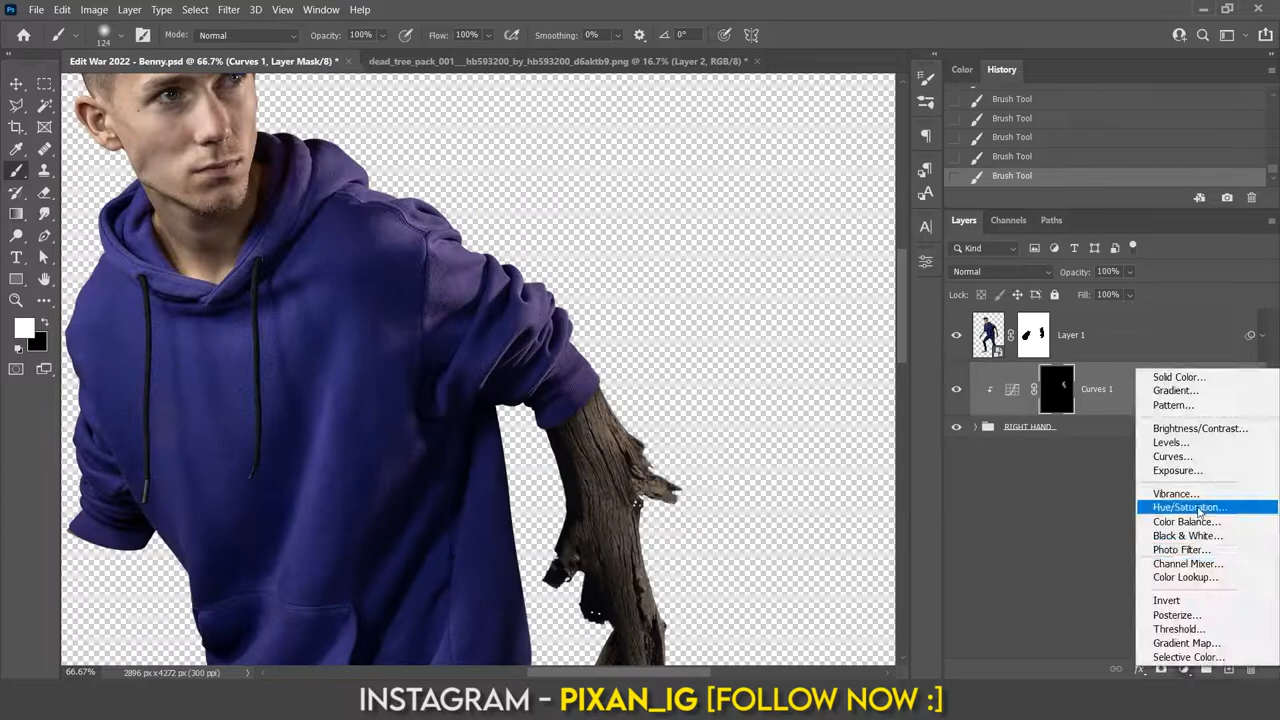 Ps File Edit Image Layer Type Select Filter 3D View Window Help
124 Mode: Normal Opacity: 100% Flow: 100% Smoothing: 0% 0°
Edit War 2022 - Benny.psd @ 66.7% (Curves 1, Layer Mask/8) * × dead_tree_pack_001__hb593200_by_hb593200_d6aktb9.png @ 16.7% (Layer 2, RGB/8) * ×
Color History
Brush Tool
Brush Tool
Brush Tool
Brush Tool
Brush Tool
Layers Channels Paths
Kind
Normal Opacity: 100%
Lock: Fill: 100%
Layer 1
Curves 1
RIGHT HAND
Solid Color...
Gradient...
Pattern...
Brightness/Contrast...
Levels...
Curves...
Exposure...
Vibrance...
Hue/Saturation...
Color Balance...
Black & White...
Photo Filter...
Channel Mixer...
Color Lookup...
Invert
Posterize...
Threshold...
Gradient Map...
Selective Color...
66.67% 2896 px x 4272 px (300 ppi)
INSTAGRAM - PIXAN_IG [FOLLOW NOW :]